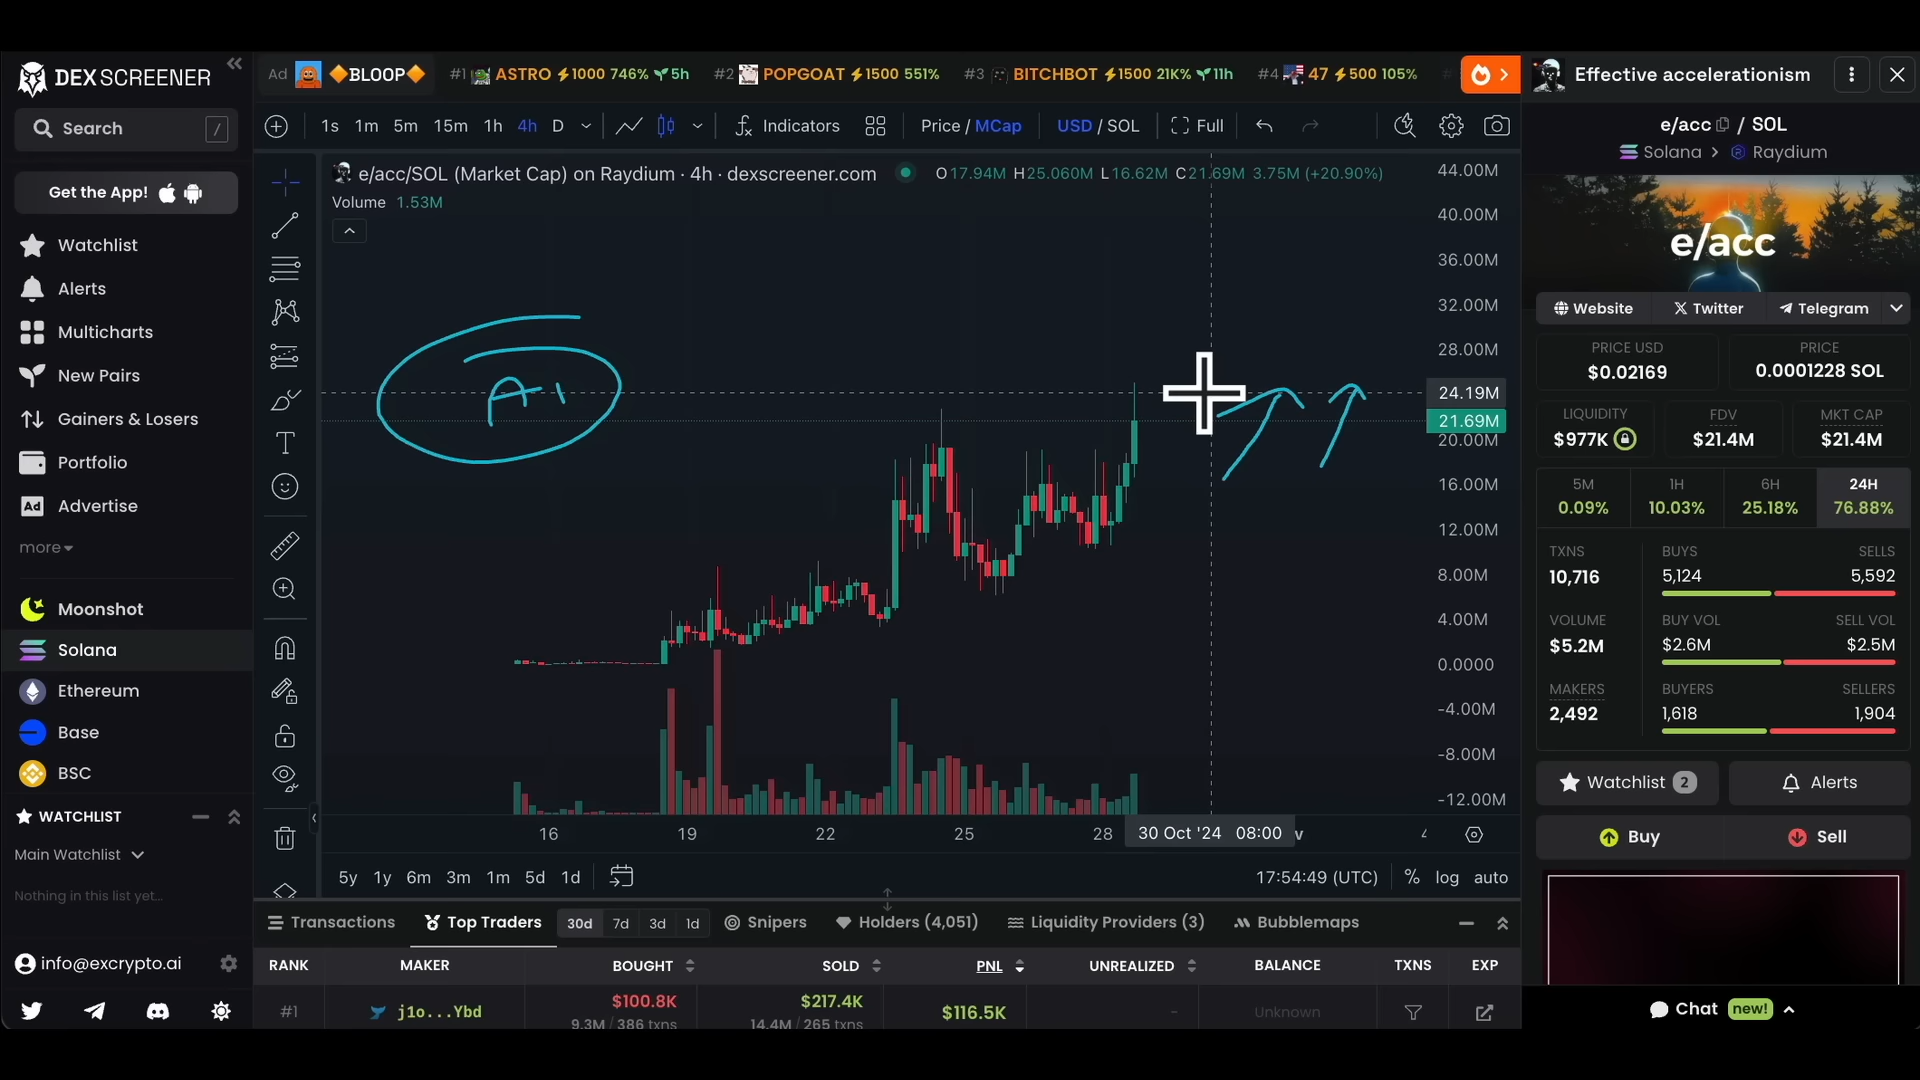 DEX SCREENER
Search /
Get the App!
Watchlist
Alerts
Multicharts
New Pairs
Gainers & Losers
Portfolio
Ad Advertise
more
Moonshot
Solana
Ethereum
Base
BSC
WATCHLIST
Main Watchlist
Nothing in this list yet...
info@excrypto.ai
Ad BLOOP #1 ASTRO 1000 746% 5h #2 POPGOAT 1500 551% #3 BITCHBOT 1500 21K% 11h #4 47 500 105%
1s 1m 5m 15m 1h 4h D Indicators Price / MCap USD / SOL Full
e/acc/SOL (Market Cap) on Raydium · 4h · dexscreener.com O17.94M H25.060M L16.62M C21.69M 3.75M (+20.90%)
Volume 1.53M
AI
44.00M
40.00M
36.00M
32.00M
28.00M
24.19M
21.69M
20.00M
16.00M
12.00M
8.00M
4.00M
0.0000
-4.00M
-8.00M
-12.00M
16 19 22 25 28 30 Oct '24 08:00
5y 1y 6m 3m 1m 5d 1d 17:54:49 (UTC) % log auto
Transactions Top Traders 30d 7d 3d 1d Snipers Holders (4,051) Liquidity Providers (3) Bubblemaps
RANK MAKER BOUGHT SOLD PNL UNREALIZED BALANCE TXNS EXP
#1 j1o...Ybd $100.8K $217.4K $116.5K - Unknown
9.3M / 386 txns 14.4M / 265 txns
Effective accelerationism
e/acc / SOL
Solana > Raydium
e/acc
Website Twitter Telegram
PRICE USD PRICE
$0.02169 0.0001228 SOL
LIQUIDITY FDV MKT CAP
$977K $21.4M $21.4M
5M 1H 6H 24H
0.09% 10.03% 25.18% 76.88%
TXNS BUYS SELLS
10,716 5,124 5,592
VOLUME BUY VOL SELL VOL
$5.2M $2.6M $2.5M
MAKERS BUYERS SELLERS
2,492 1,618 1,904
Watchlist 2 Alerts
Buy Sell
Chat new!